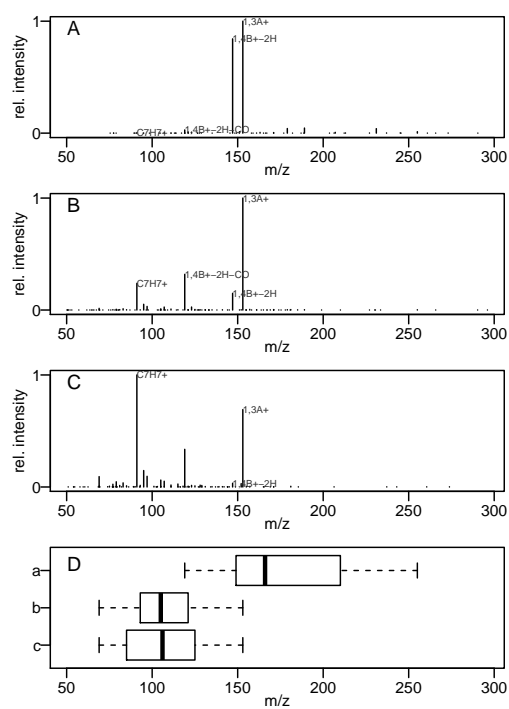 A
1,3A+
1,4B+−2H
1
rel. intensity
C7H7+
1,4B+−2H−CO
0
50 100 150 200 250 300
m/z
B
1,3A+
1
rel. intensity
1,4B+−2H−CO
C7H7+
1,4B+−2H
0
50 100 150 200 250 300
m/z
C
C7H7+
1
rel. intensity
1,3A+
1,4B+−2H
0
50 100 150 200 250 300
m/z
D
a
b
c
50 100 150 200 250 300
m/z